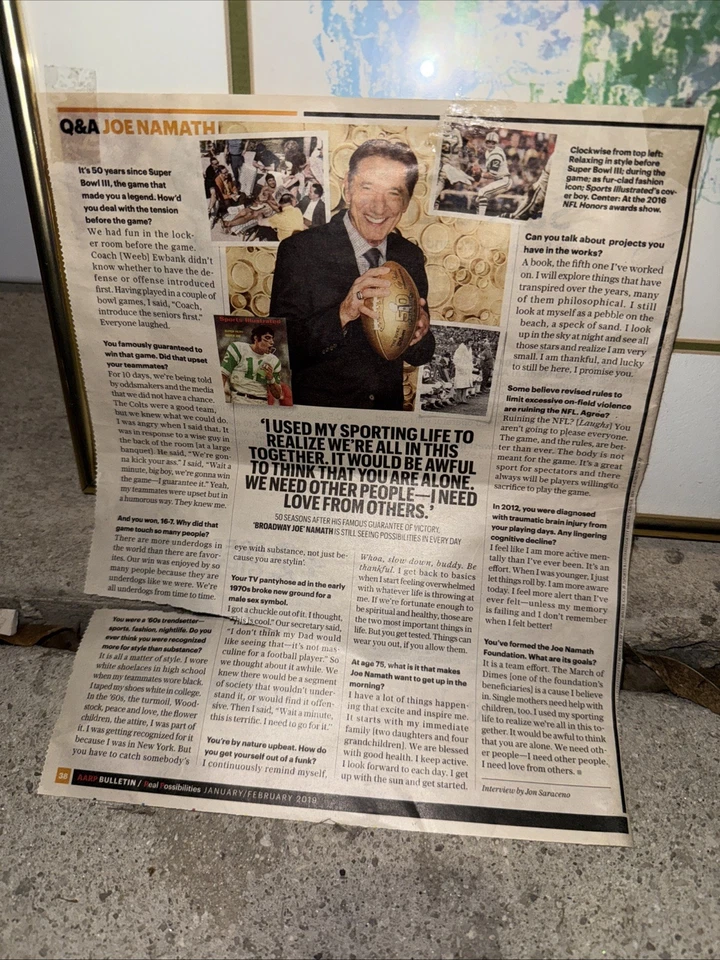 Q&A JOE NAMATH
It's 50 years since Super
Bowl III, the game that
made you a legend. How'd
you deal with the tension
before the game?
We had fun in the lock-
er room before the game.
Coach [Weeb] Ewbank didn't
know whether to have the de-
fense or offense introduced
first. Having played in a couple of
bowl games, I said, "Coach,
introduce the seniors first."
Everyone laughed.
You famously guaranteed to
win that game. Did that upset
your teammates?
For 10 days, we're being told
by oddsmakers and the media
that we did not have a chance.
The Colts were a good team,
but we knew what we could do.
I was angry when I said that. It
was in response to a wise guy in
the back of the room [at a large
banquet]. He said, "We're gon-
na kick your ass." I said, "Wait a
minute, big boy, we're gonna win
the game—I guarantee it." Yeah,
my teammates were upset but in
a humorous way. They knew me.
And you won, 16-7. Why did that
game touch so many people?
There are more underdogs in
the world than there are favor-
ites. Our win was enjoyed by so
many people because they are
underdogs like we were. We're
all underdogs from time to time.
You were a '60s trendsetter—
sports, fashion, nightlife. Do you
ever think you were recognized
more for style than substance?
It is all a matter of style. I wore
white shoelaces in high school
when my teammates wore black.
I taped my shoes white in college.
In the '60s, the turmoil, Wood-
stock, peace and love, the flower
children, the attire, I was part of
it. I was getting recognized for it
because I was in New York. But
you have to catch somebody's
Sports Illustrated
12
'I USED MY SPORTING LIFE TO
REALIZE WE'RE ALL IN THIS
TOGETHER. IT WOULD BE AWFUL
TO THINK THAT YOU ARE ALONE.
WE NEED OTHER PEOPLE—I NEED
LOVE FROM OTHERS.'
50 SEASONS AFTER HIS FAMOUS GUARANTEE OF VICTORY,
'BROADWAY JOE' NAMATH IS STILL SEEING POSSIBILITIES IN EVERY DAY
eye with substance, not just be-
cause you are stylin'.
Your TV pantyhose ad in the early
1970s broke new ground for a
male sex symbol.
I got a chuckle out of it. I thought,
"This is cool." Our secretary said,
"I don't think my Dad would
like seeing that—it's not mas-
culine for a football player." So
we thought about it awhile. We
knew there would be a segment
of society that wouldn't under-
stand it, or would find it offen-
sive. Then I said, "Wait a minute,
this is terrific. I need to go for it."
You're by nature upbeat. How do
you get yourself out of a funk?
I continuously remind myself,
Whoa, slow down, buddy. Be
thankful. I get back to basics
when I start feeling overwhelmed
with whatever life is throwing at
me. If we're fortunate enough to
be spiritual and healthy, those are
the two most important things in
life. But you get tested. Things can
wear you out, if you allow them.
At age 75, what is it that makes
Joe Namath want to get up in the
morning?
I have a lot of things happen-
ing that excite and inspire me.
It starts with my immediate
family [two daughters and four
grandchildren]. We are blessed
with good health. I keep active.
I look forward to each day. I get
up with the sun and get started.
Clockwise from top left:
Relaxing in style before
Super Bowl III; during the
game; as fur-clad fashion
icon; Sports Illustrated's cov-
er boy. Center: At the 2016
NFL Honors awards show.
Can you talk about projects you
have in the works?
A book, the fifth one I've worked
on. I will explore things that have
transpired over the years, many
of them philosophical. I still
look at myself as a pebble on the
beach, a speck of sand. I look
up in the sky at night and see all
those stars and realize I am very
small. I am thankful, and lucky
to still be here, I promise you.
Some believe revised rules to
limit excessive on-field violence
are ruining the NFL. Agree?
Ruining the NFL? [Laughs] You
aren't going to please everyone.
The game, and the rules, are bet-
ter than ever. The body is not
meant for the game. It's a great
sport for spectators and there
always will be players willing to
sacrifice to play the game.
In 2012, you were diagnosed
with traumatic brain injury from
your playing days. Any lingering
cognitive decline?
I feel like I am more active men-
tally than I've ever been. It's an
effort. When I was younger, I just
let things roll by. I am more aware
today. I feel more alert than I've
ever felt—unless my memory
is failing and I don't remember
when I felt better!
You've formed the Joe Namath
Foundation. What are its goals?
It is a team effort. The March of
Dimes [one of the foundation's
beneficiaries] is a cause I believe
in. Single mothers need help with
children, too. I used my sporting
life to realize we're all in this to-
gether. It would be awful to think
that you are alone. We need oth-
er people—I need other people.
I need love from others.
Interview by Jon Saraceno
38 AARP BULLETIN / Real Possibilities JANUARY/FEBRUARY 2019